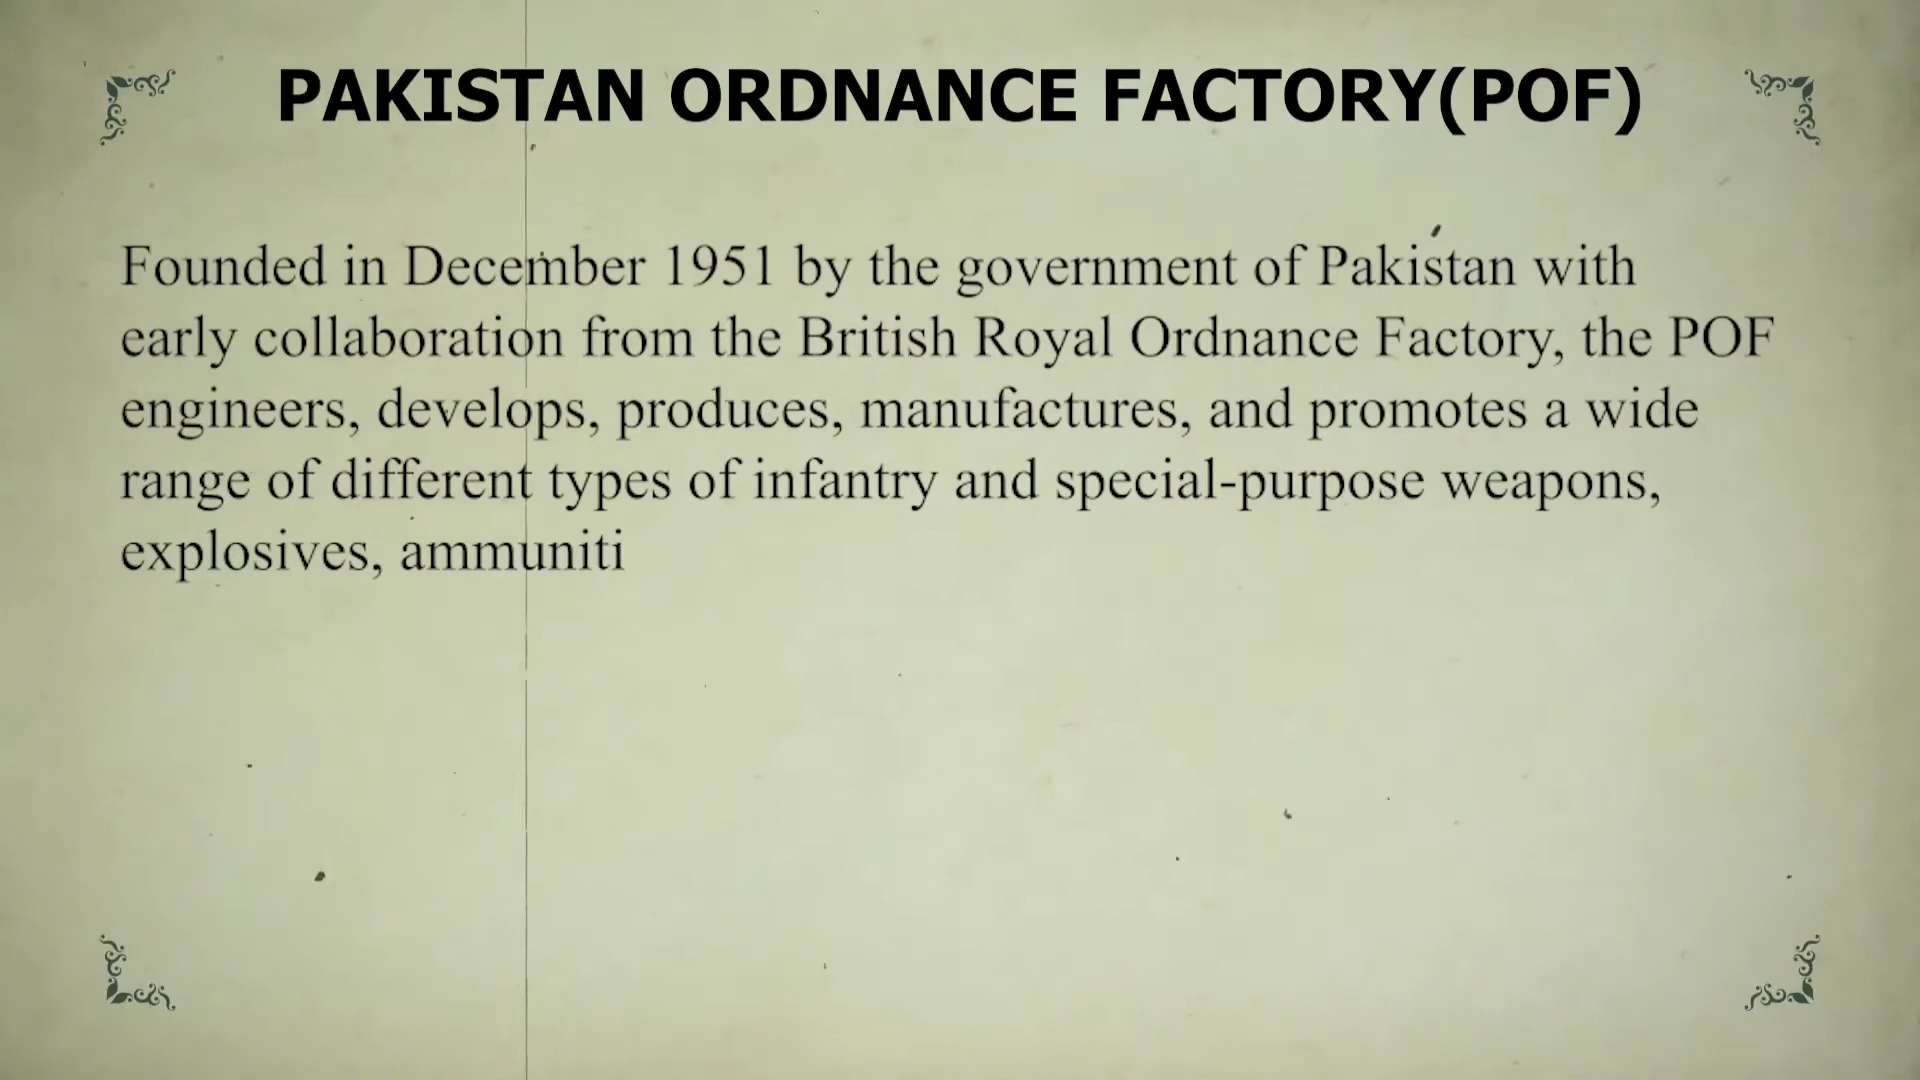 PAKISTAN ORDNANCE FACTORY(POF)
Founded in December 1951 by the government of Pakistan with
early collaboration from the British Royal Ordnance Factory, the POF
engineers, develops, produces, manufactures, and promotes a wide
range of different types of infantry and special-purpose weapons,
explosives, ammuniti